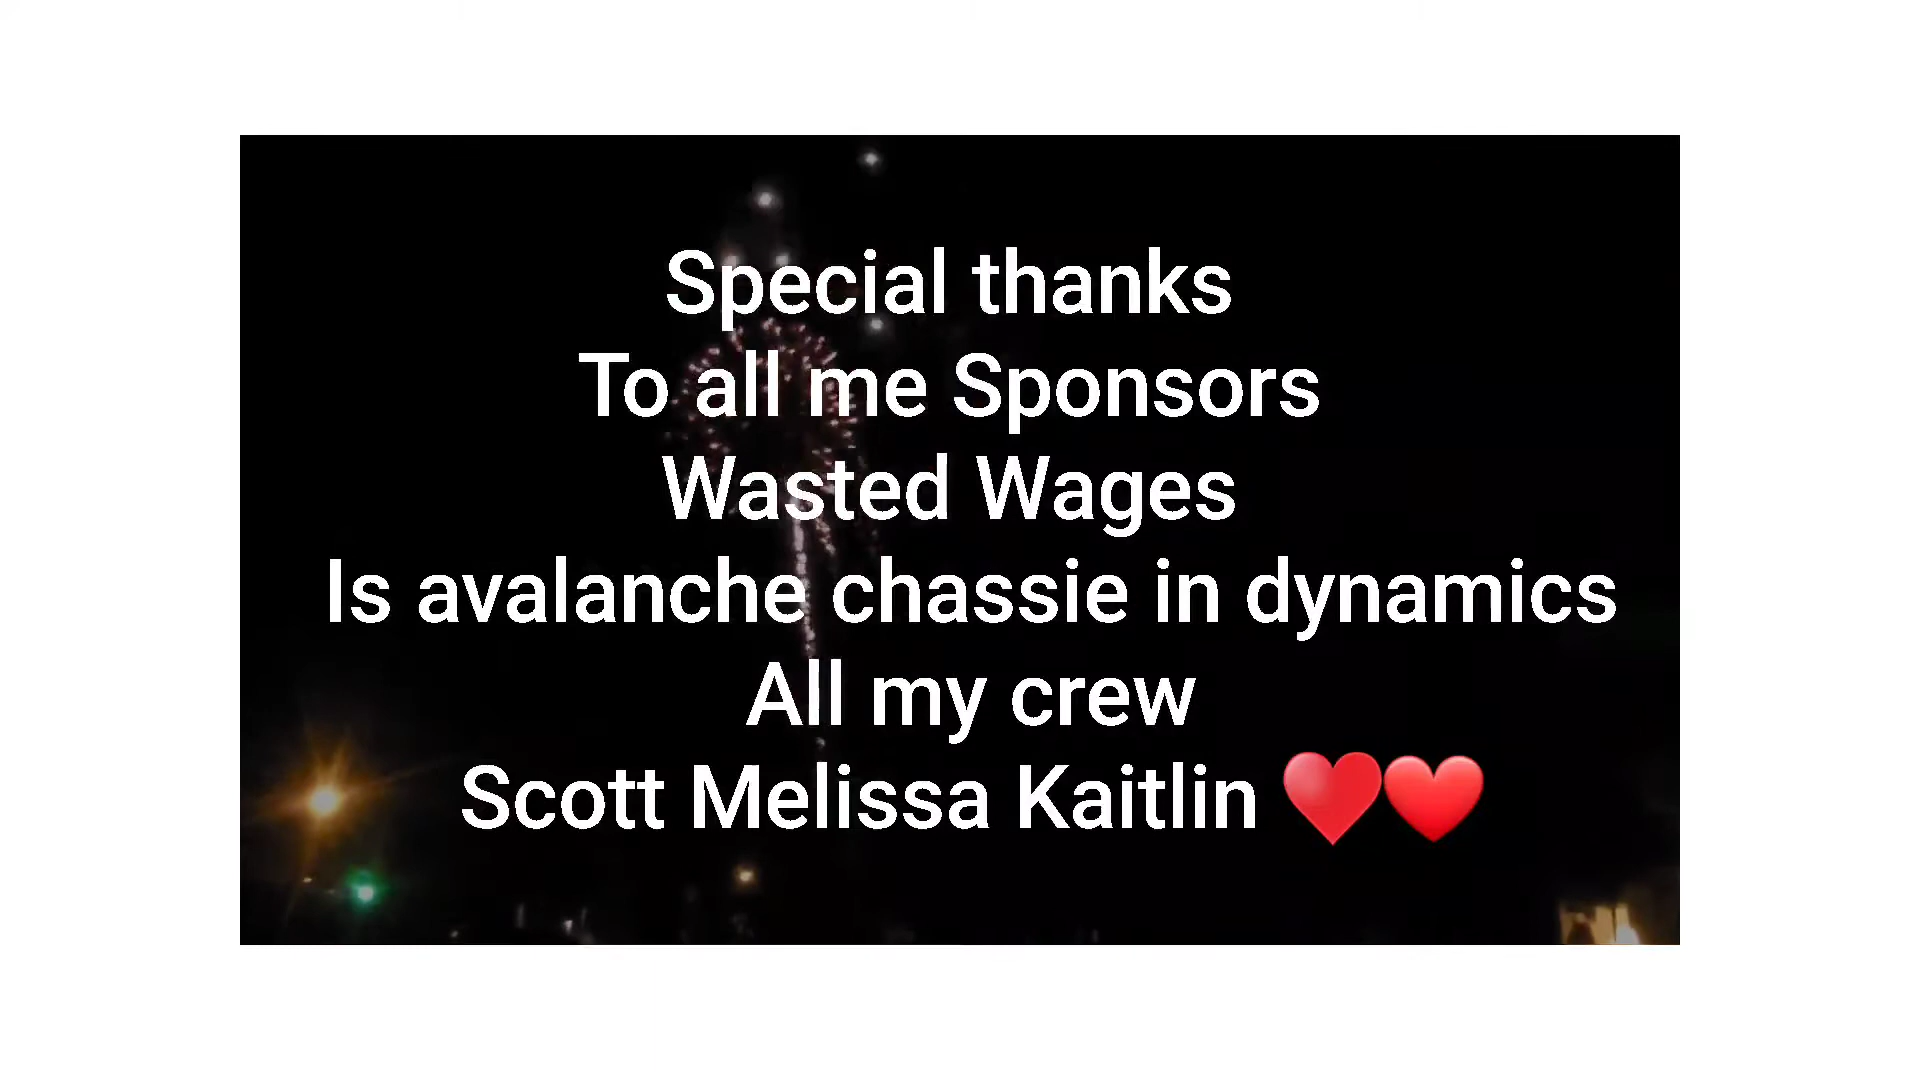 Special thanks
To all me Sponsors
Wasted Wages
Is avalanche chassie in dynamics
All my crew
Scott Melissa Kaitlin ♥️❤️